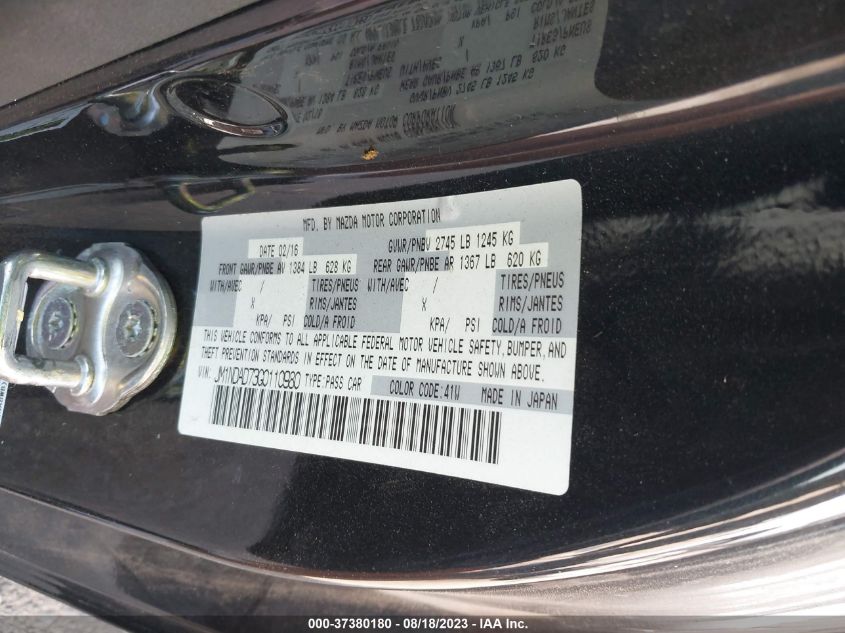 MFD. BY MAZDA MOTOR CORPORATION
DATE 02/16 GVWR/PNBV 2745 LB 1245 KG
FRONT GAWR/PNBE AV 1384 LB 628 KG REAR GAWR/PNBE AR 1367 LB 620 KG
WITH/AVEC / TIRES/PNEUS WITH/AVEC / TIRES/PNEUS
X RIMS/JANTES X RIMS/JANTES
KPA/ PSI COLD/A FROID KPA/ PSI COLD/A FROID
THIS VEHICLE CONFORMS TO ALL APPLICABLE FEDERAL MOTOR VEHICLE SAFETY, BUMPER, AND
THEFT PREVENTION STANDARDS IN EFFECT ON THE DATE OF MANUFACTURE SHOWN ABOVE.
VIN: JM1NDAD73G0110980 TYPE:PASS CAR COLOR CODE:41W MADE IN JAPAN
000-37380180 - 08/18/2023 - IAAI Inc.